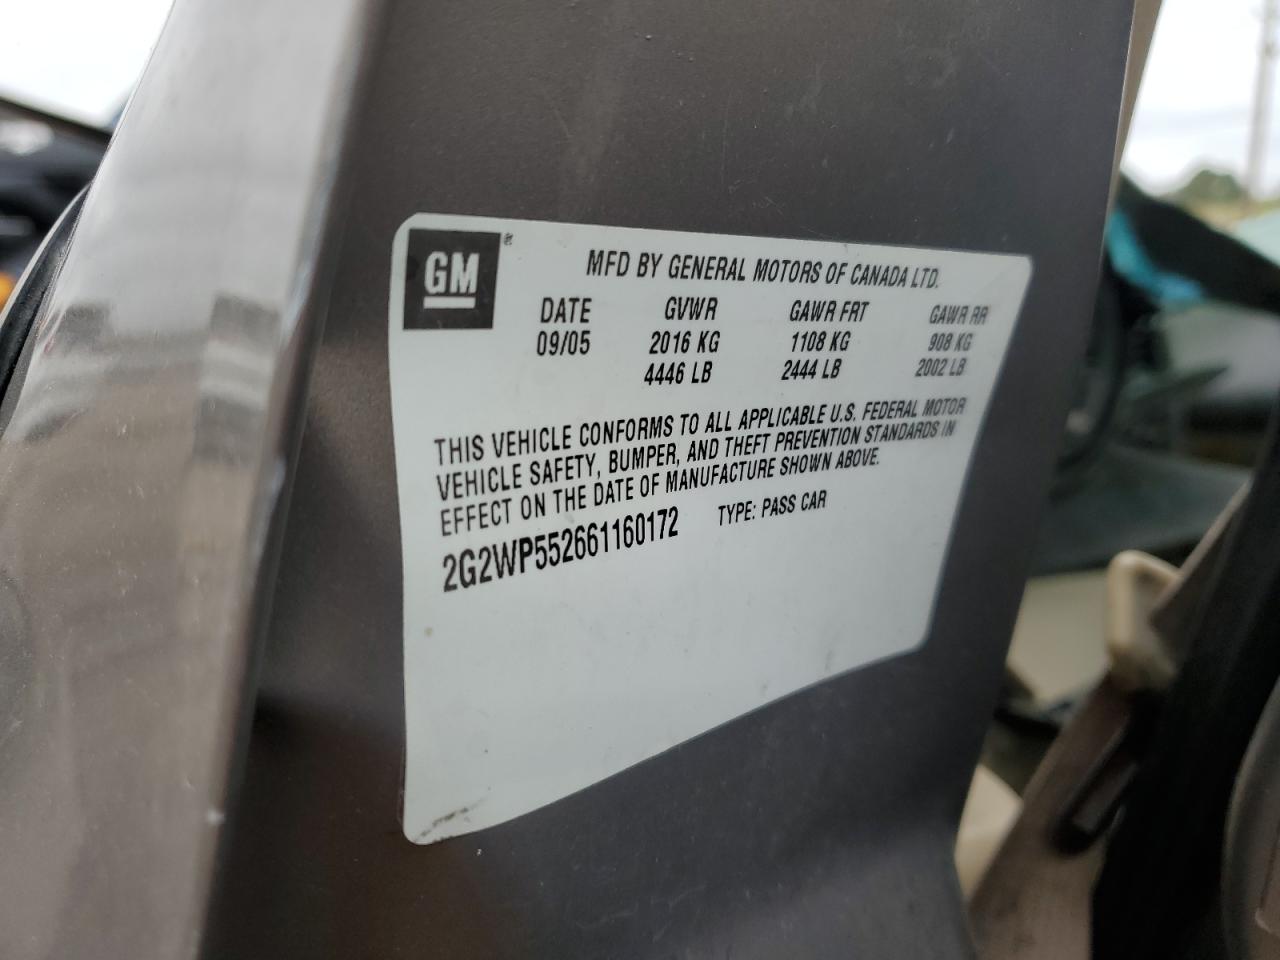 GM®
MFD BY GENERAL MOTORS OF CANADA LTD.
DATE GVWR GAWR FRT GAWR RR
09/05 2016 KG 1108 KG 908 KG
4446 LB 2444 LB 2002 LB
THIS VEHICLE CONFORMS TO ALL APPLICABLE U.S. FEDERAL MOTOR
VEHICLE SAFETY, BUMPER, AND THEFT PREVENTION STANDARDS IN
EFFECT ON THE DATE OF MANUFACTURE SHOWN ABOVE.
2G2WP552661160172 TYPE: PASS CAR